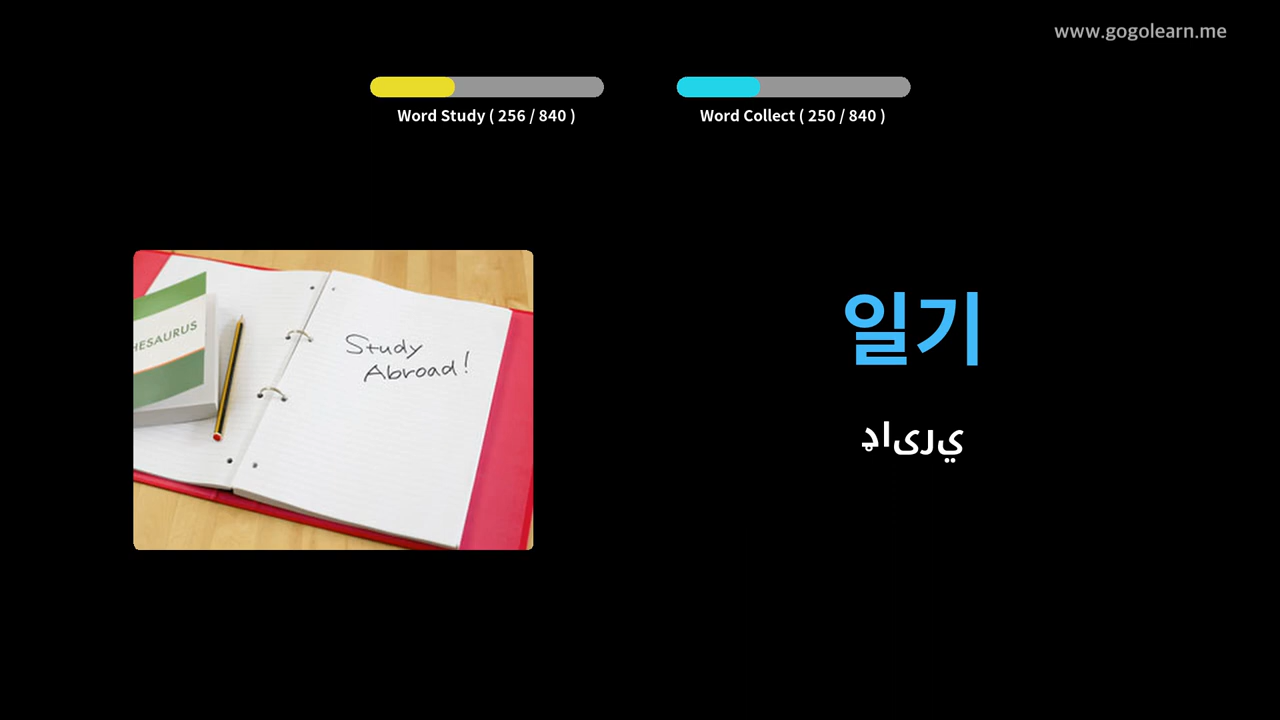 www.gogolearn.me
Word Study ( 256 / 840 )
Word Collect ( 250 / 840 )
HESAURUS
Study
Abroad!
일기
ډایري